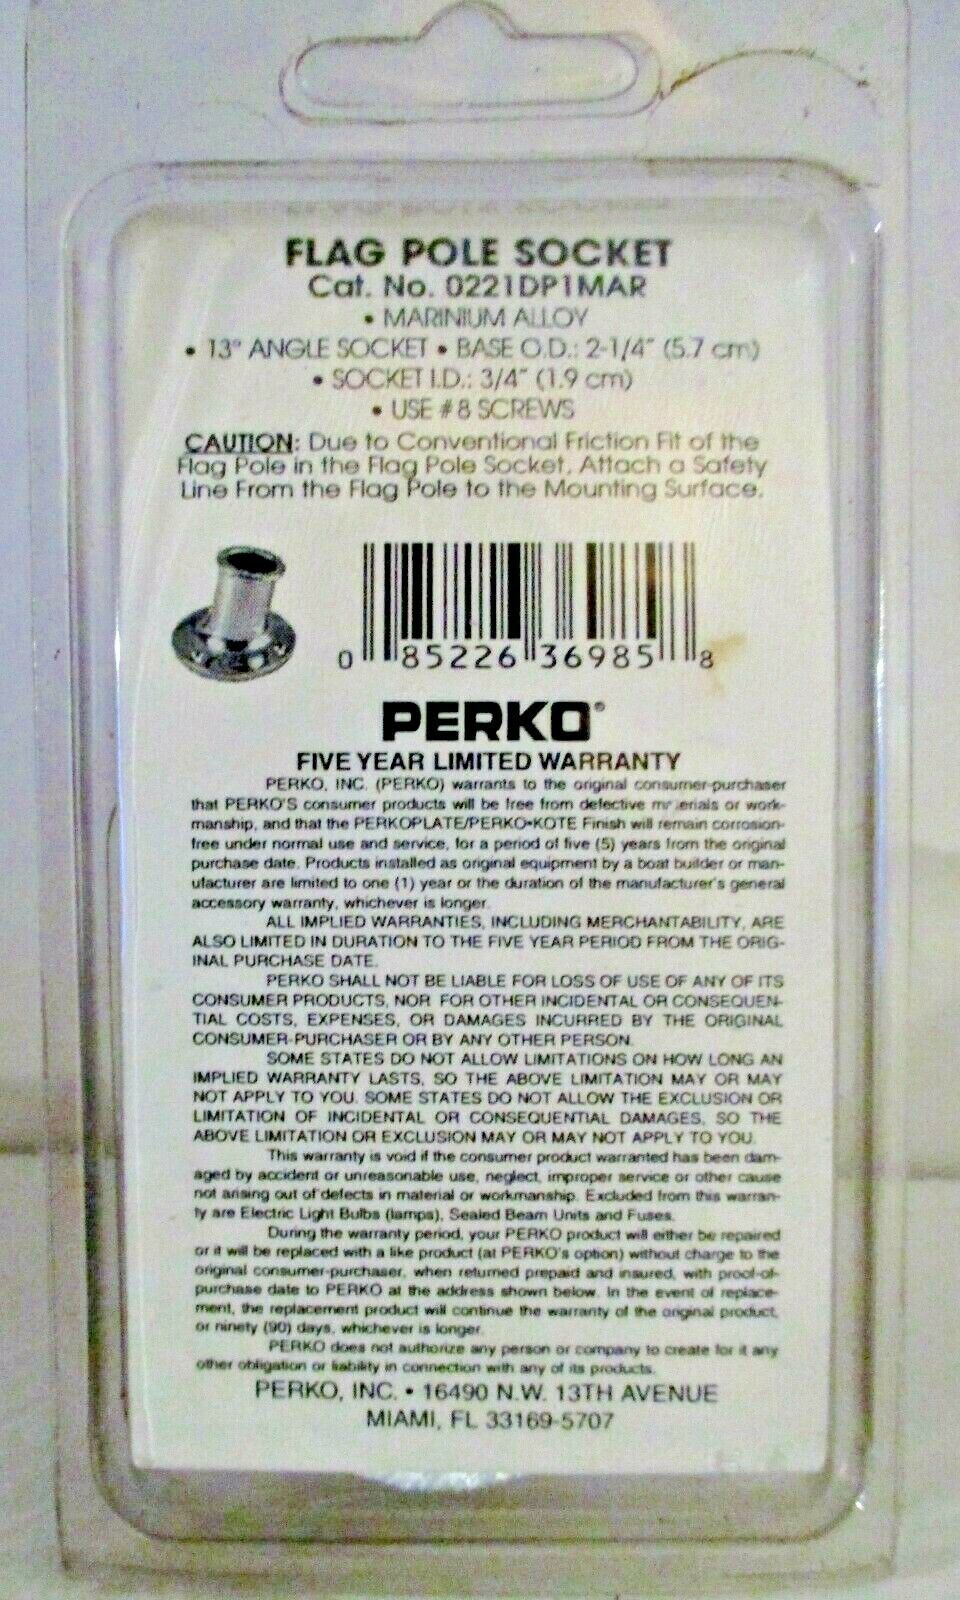 FLAG POLE SOCKET
Cat. No. 0221DP1MAR
• MARINIUM ALLOY
• 13° ANGLE SOCKET • BASE O.D.: 2-1/4" (5.7 cm)
• SOCKET I.D.: 3/4" (1.9 cm)
• USE #8 SCREWS
CAUTION: Due to Conventional Friction Fit of the
Flag Pole in the Flag Pole Socket, Attach a Safety
Line From the Flag Pole to the Mounting Surface.
0 85226 36985 8
PERKO®
FIVE YEAR LIMITED WARRANTY
PERKO, INC. (PERKO) warrants to the original consumer-purchaser
that PERKO'S consumer products will be free from defective materials or work-
manship, and that the PERKOPLATE/PERKO•KOTE Finish will remain corrosion-
free under normal use and service, for a period of five (5) years from the original
purchase date. Products installed as original equipment by a boat builder or man-
ufacturer are limited to one (1) year or the duration of the manufacturer's general
accessory warranty, whichever is longer.
ALL IMPLIED WARRANTIES, INCLUDING MERCHANTABILITY, ARE
ALSO LIMITED IN DURATION TO THE FIVE YEAR PERIOD FROM THE ORIG-
INAL PURCHASE DATE.
PERKO SHALL NOT BE LIABLE FOR LOSS OF USE OF ANY OF ITS
CONSUMER PRODUCTS, NOR FOR OTHER INCIDENTAL OR CONSEQUEN-
TIAL COSTS, EXPENSES, OR DAMAGES INCURRED BY THE ORIGINAL
CONSUMER-PURCHASER OR BY ANY OTHER PERSON.
SOME STATES DO NOT ALLOW LIMITATIONS ON HOW LONG AN
IMPLIED WARRANTY LASTS, SO THE ABOVE LIMITATION MAY OR MAY
NOT APPLY TO YOU. SOME STATES DO NOT ALLOW THE EXCLUSION OR
LIMITATION OF INCIDENTAL OR CONSEQUENTIAL DAMAGES, SO THE
ABOVE LIMITATION OR EXCLUSION MAY OR MAY NOT APPLY TO YOU.
This warranty is void if the consumer product warranted has been dam-
aged by accident or unreasonable use, neglect, improper service or other cause
not arising out of defects in material or workmanship. Excluded from this warran-
ty are Electric Light Bulbs (lamps), Sealed Beam Units and Fuses.
During the warranty period, your PERKO product will either be repaired
or it will be replaced with a like product (at PERKO's option) without charge to the
original consumer-purchaser, when returned prepaid and insured, with proof-of-
purchase date to PERKO at the address shown below. In the event of replace-
ment, the replacement product will continue the warranty of the original product,
or ninety (90) days, whichever is longer.
PERKO does not authorize any person or company to create for it any
other obligation or liability in connection with any of its products.
PERKO, INC. • 16490 N.W. 13TH AVENUE
MIAMI, FL 33169-5707